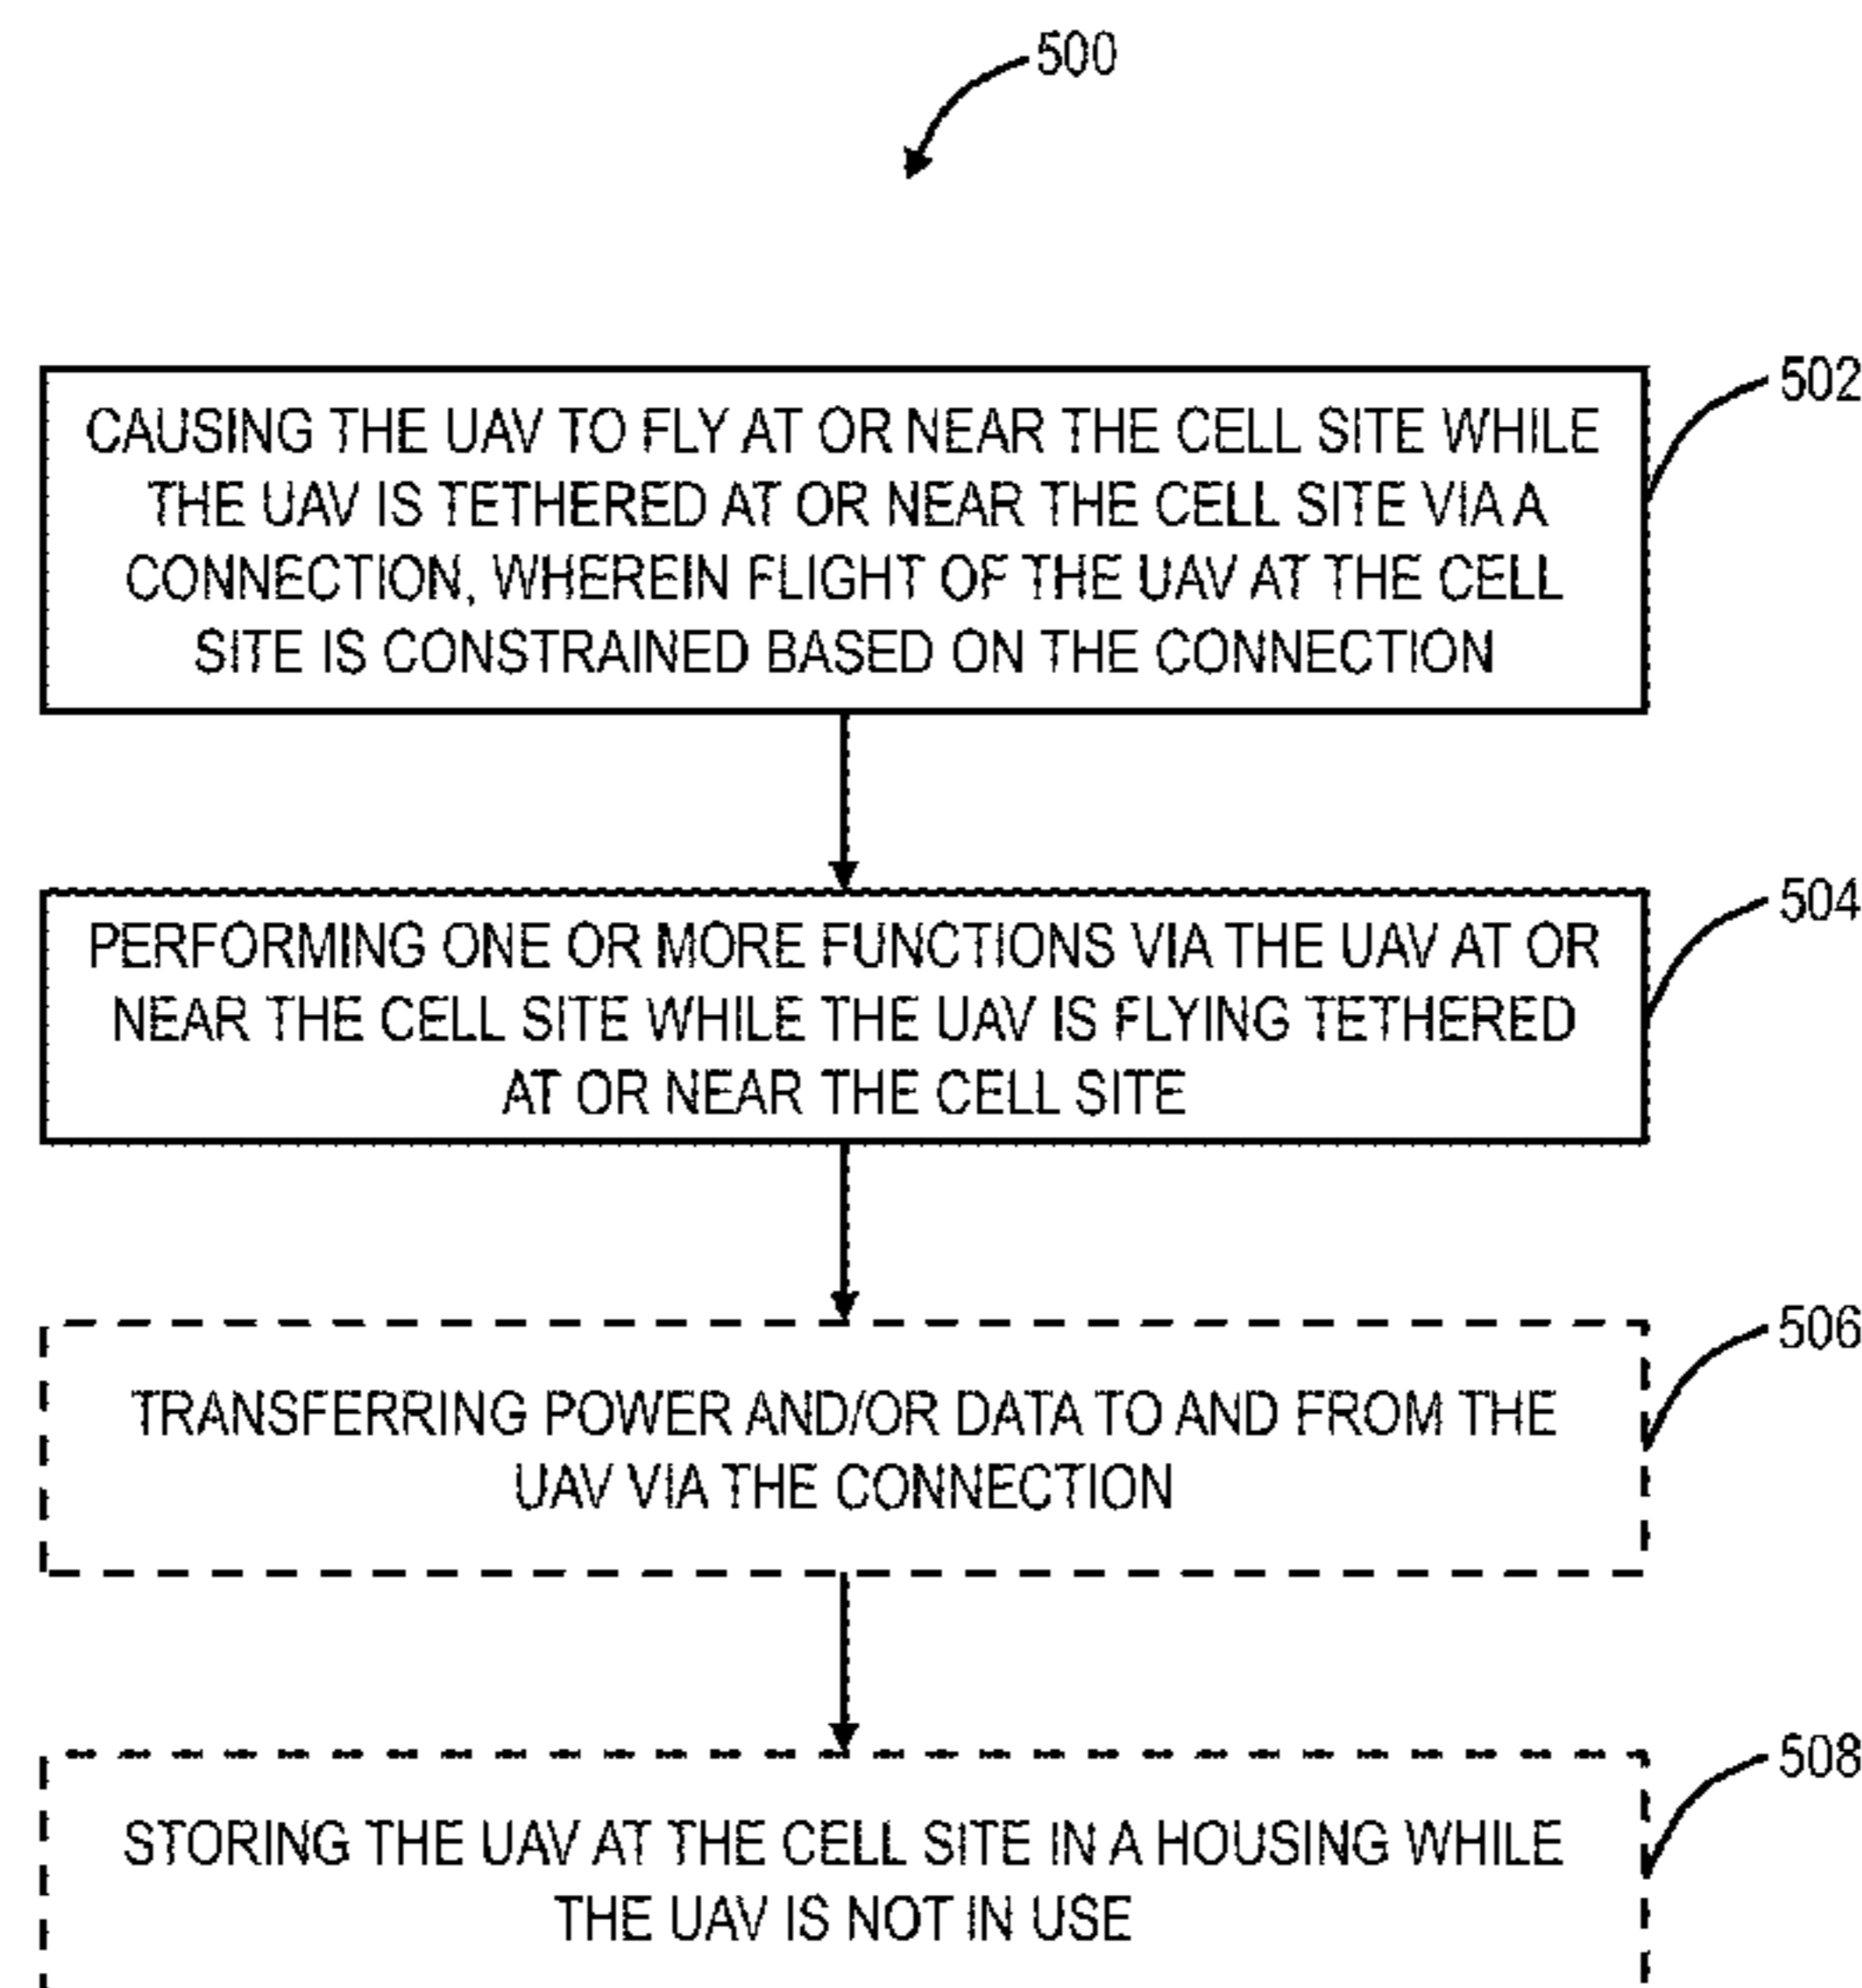 500
502
CAUSING THE UAV TO FLY AT OR NEAR THE CELL SITE WHILE
THE UAV IS TETHERED AT OR NEAR THE CELL SITE VIA A
CONNECTION, WHEREIN FLIGHT OF THE UAV AT THE CELL
SITE IS CONSTRAINED BASED ON THE CONNECTION
504
PERFORMING ONE OR MORE FUNCTIONS VIA THE UAV AT OR
NEAR THE CELL SITE WHILE THE UAV IS FLYING TETHERED
AT OR NEAR THE CELL SITE
506
TRANSFERRING POWER AND/OR DATA TO AND FROM THE
UAV VIA THE CONNECTION
508
STORING THE UAV AT THE CELL SITE IN A HOUSING WHILE
THE UAV IS NOT IN USE